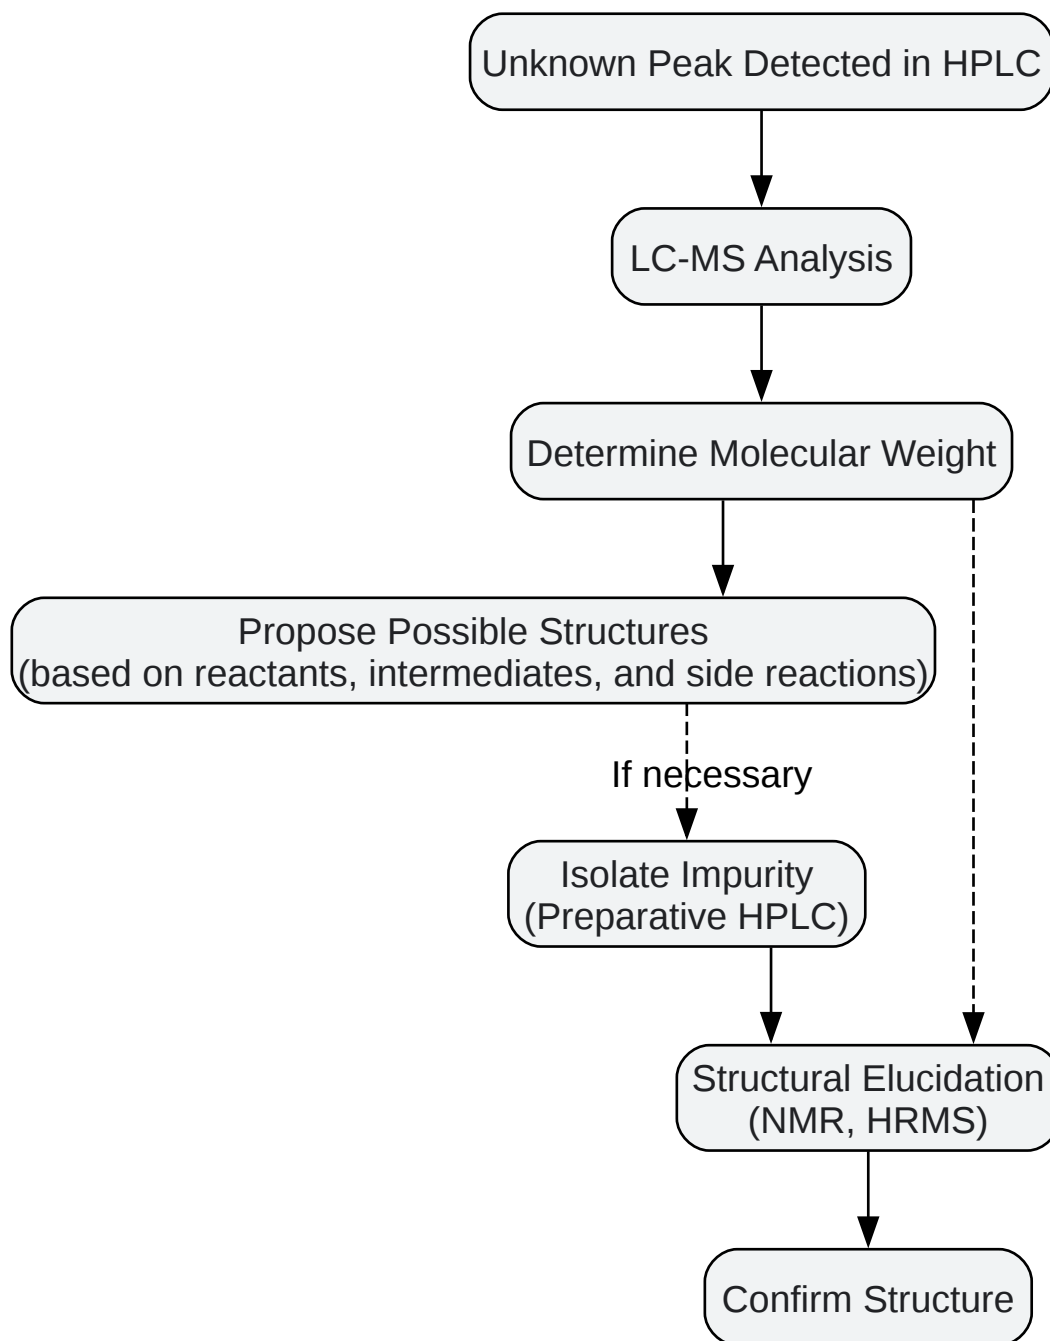 Unknown Peak Detected in HPLC
LC-MS Analysis
Determine Molecular Weight
Propose Possible Structures
(based on reactants, intermediates, and side reactions)
If necessary
Isolate Impurity
(Preparative HPLC)
Structural Elucidation
(NMR, HRMS)
Confirm Structure